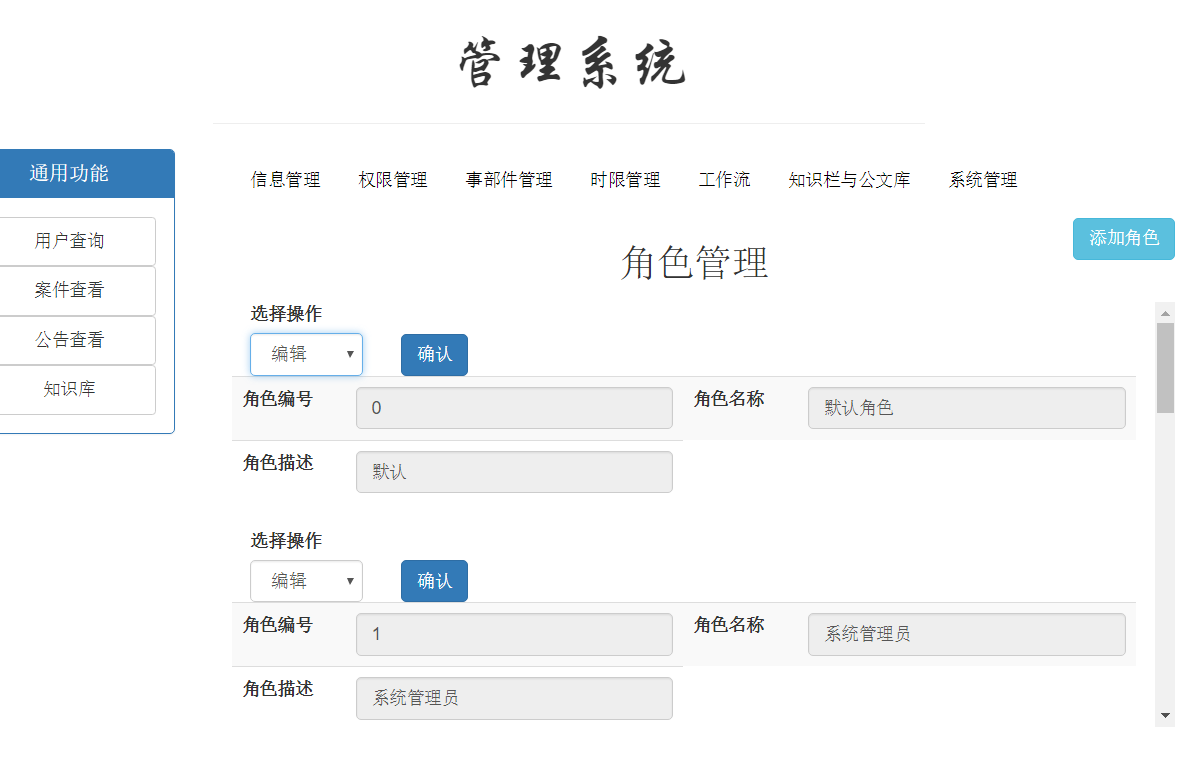 管理系统
通用功能
用户查询
案件查看
公告查看
知识库
信息管理 权限管理 事部件管理 时限管理 工作流 知识栏与公文库 系统管理
添加角色
角色管理
选择操作
编辑 确认
角色编号 0 角色名称 默认角色
角色描述 默认
选择操作
编辑 确认
角色编号 1 角色名称 系统管理员
角色描述 系统管理员